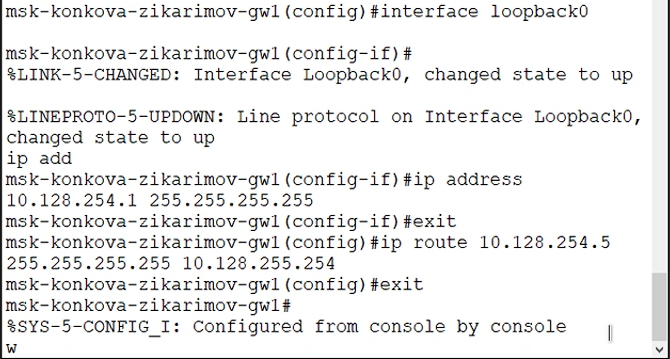 msk-konkova-zikarimov-gw1(config)#interface loopback0
msk-konkova-zikarimov-gw1(config-if)#
%LINK-5-CHANGED: Interface Loopback0, changed state to up
%LINEPROTO-5-UPDOWN: Line protocol on Interface Loopback0,
changed state to up
ip add
msk-konkova-zikarimov-gw1(config-if)#ip address
10.128.254.1 255.255.255.255
msk-konkova-zikarimov-gw1(config-if)#exit
msk-konkova-zikarimov-gw1(config)#ip route 10.128.254.5
255.255.255.255 10.128.255.254
msk-konkova-zikarimov-gw1(config)#exit
msk-konkova-zikarimov-gw1#
%SYS-5-CONFIG_I: Configured from console by console
w